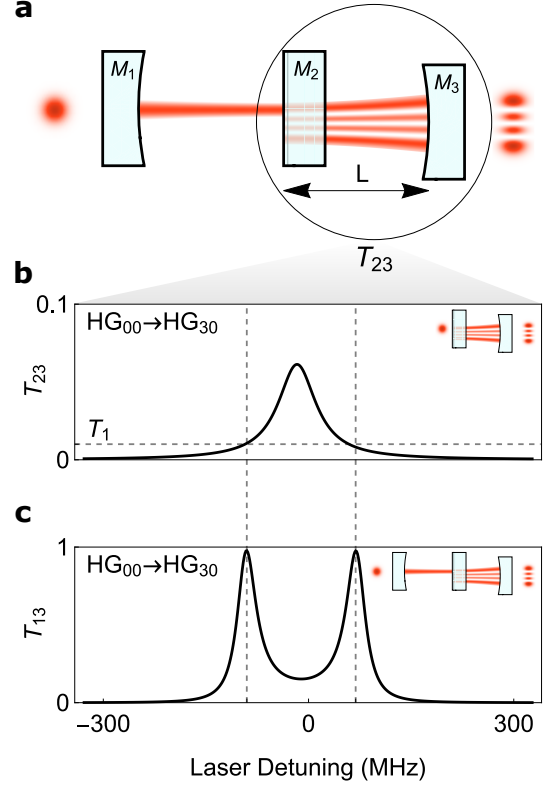 a
M₁
M₂
M₃
L
T₂₃
b
0.1
HG₀₀→HG₃₀
T₂₃
T₁
0
c
1
HG₀₀→HG₃₀
T₁₃
0
−300
0
300
Laser Detuning (MHz)